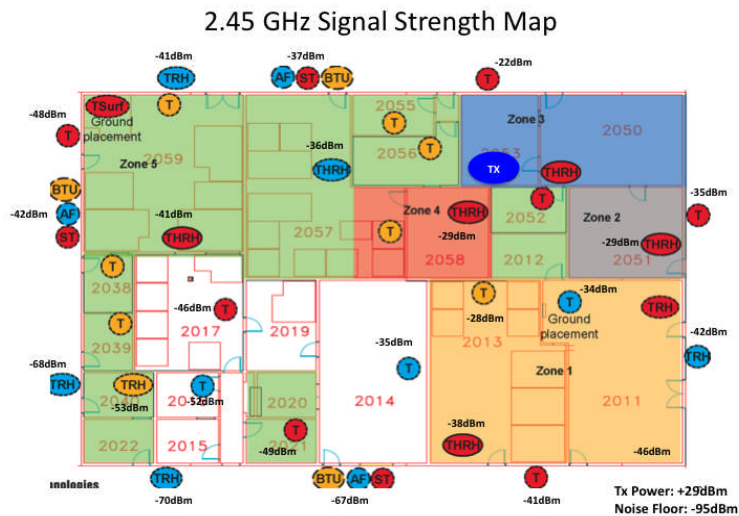 2.45 GHz Signal Strength Map
-41dBm
-37dBm
-22dBm
TRH
AF ST BTU
T
TSurf
T
2055
Zone 3
2050
-48dBm
T
Ground
placement
T
2053
-36dBm
2056
T
Zone 5
2059
THRH
TX
THRH
BTU
AF
-42dBm
ST
-41dBm
THRH
2057
T
Zone 4
THRH
-29dBm
2058
T
2052
Zone 2
-35dBm
T
-29dBm
THRH
2012
2051
T
2038
-46dBm
T
2017
2019
T
-28dBm
2013
-34dBm
T
Ground
placement
TRH
T
2039
-35dBm
T
-42dBm
TRH
-68dBm
TRH
TRH
2040
-53dBm
T
-52dBm
2020
2014
Zone 1
2011
2022
2015
T
2021
-49dBm
-38dBm
THRH
-46dBm
TRH
BTU AF ST
T
nologies
-70dBm
-67dBm
-41dBm
Tx Power: +29dBm
Noise Floor: -95dBm